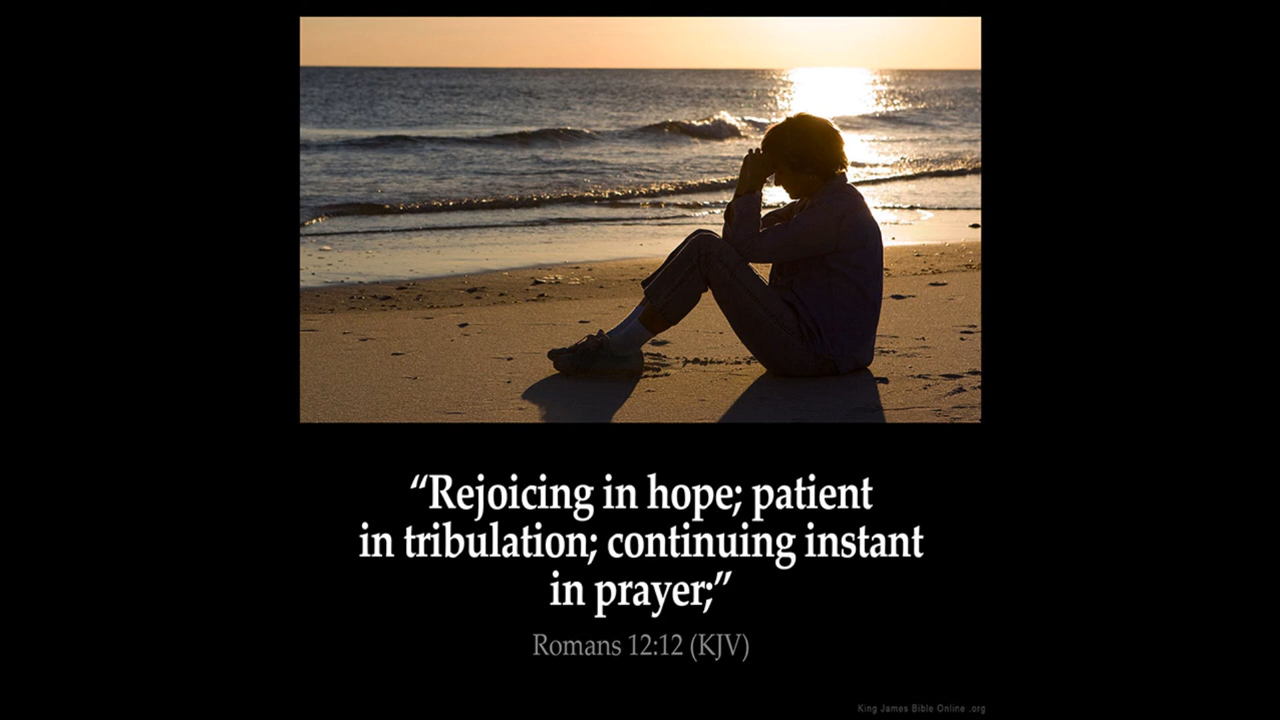 “Rejoicing in hope; patient
in tribulation; continuing instant
in prayer;”
Romans 12:12 (KJV)
King James Bible Online .org